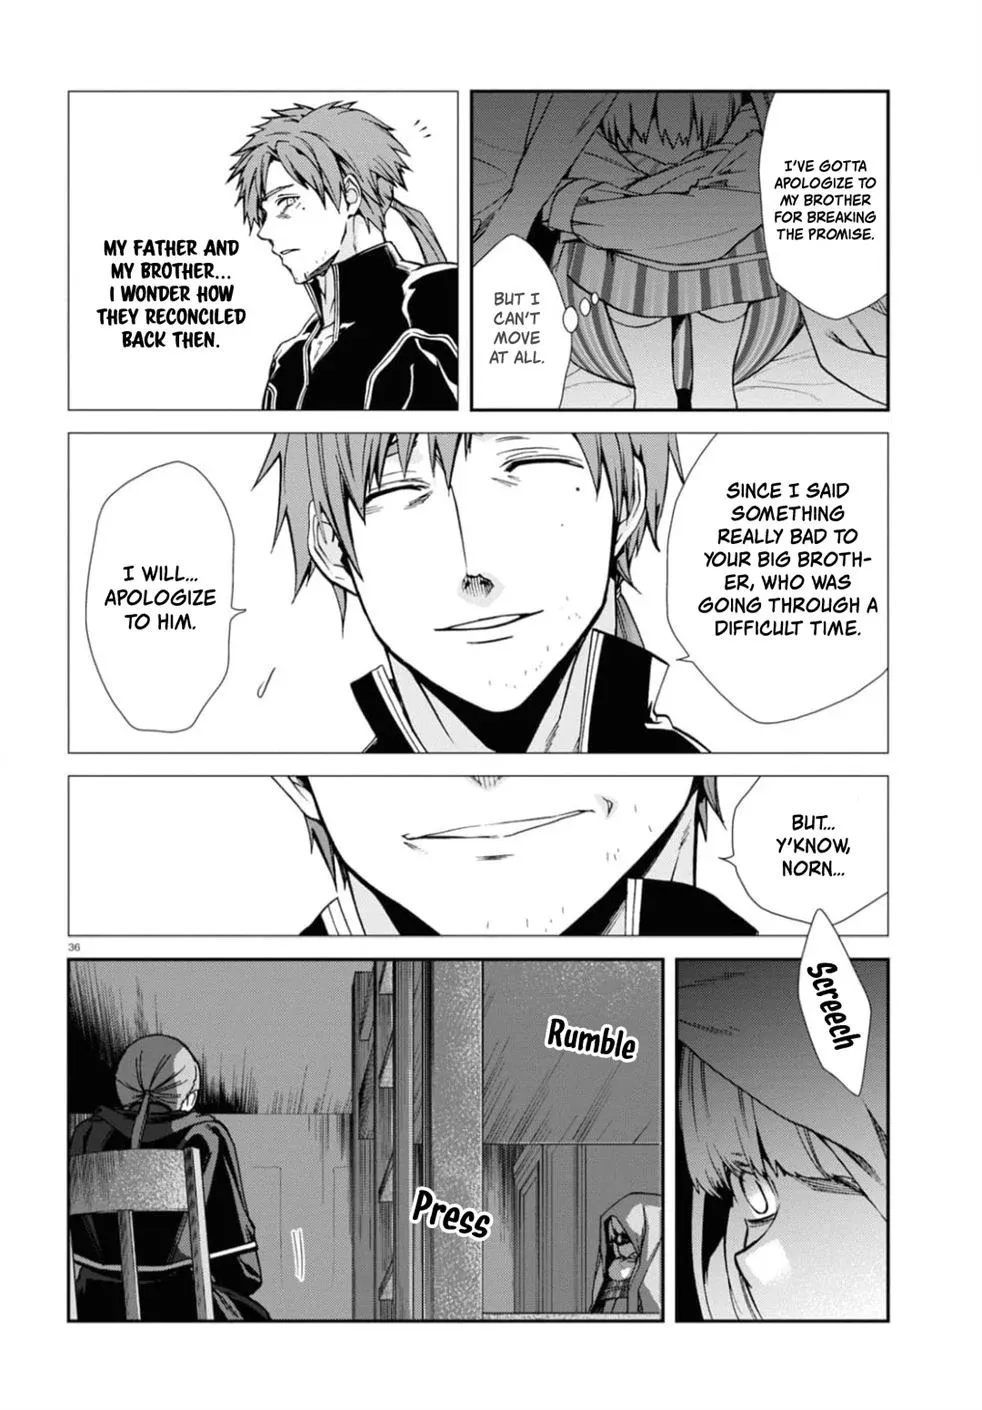 I'VE GOTTA
APOLOGIZE TO
MY BROTHER
FOR BREAKING
THE PROMISE.
BUT I
CAN'T
MOVE
AT ALL.
MY FATHER AND
MY BROTHER...
I WONDER HOW
THEY RECONCILED
BACK THEN.
SINCE I SAID
SOMETHING
REALLY BAD TO
YOUR BIG BROTH-
ER, WHO WAS
GOING THROUGH A
DIFFICULT TIME.
I WILL...
APOLOGIZE
TO HIM.
BUT...
Y'KNOW,
NORN...
36
Screech
Rumble
Press